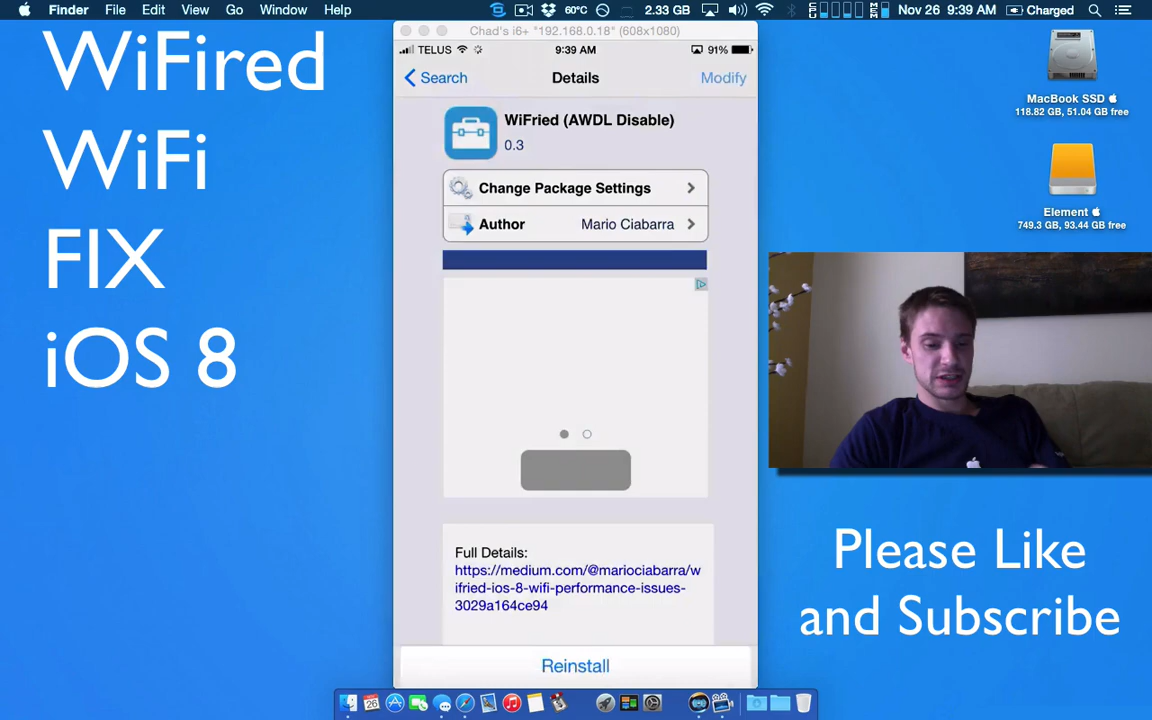 Finder File Edit View Go Window Help
60°C 2.33 GB Nov 26 9:39 AM Charged
WiFired
WiFi
FIX
iOS 8
Chad's i6+ "192.168.0.18" (608x1080)
TELUS 9:39 AM 91%
Search Details Modify
WiFried (AWDL Disable)
0.3
Change Package Settings
Author Mario Ciabarra
Full Details:
https://medium.com/@mariociabarra/w
ifried-ios-8-wifi-performance-issues-
3029a164ce94
Reinstall
MacBook SSD
118.82 GB, 51.04 GB free
Element
749.3 GB, 93.44 GB free
Please Like
and Subscribe
26